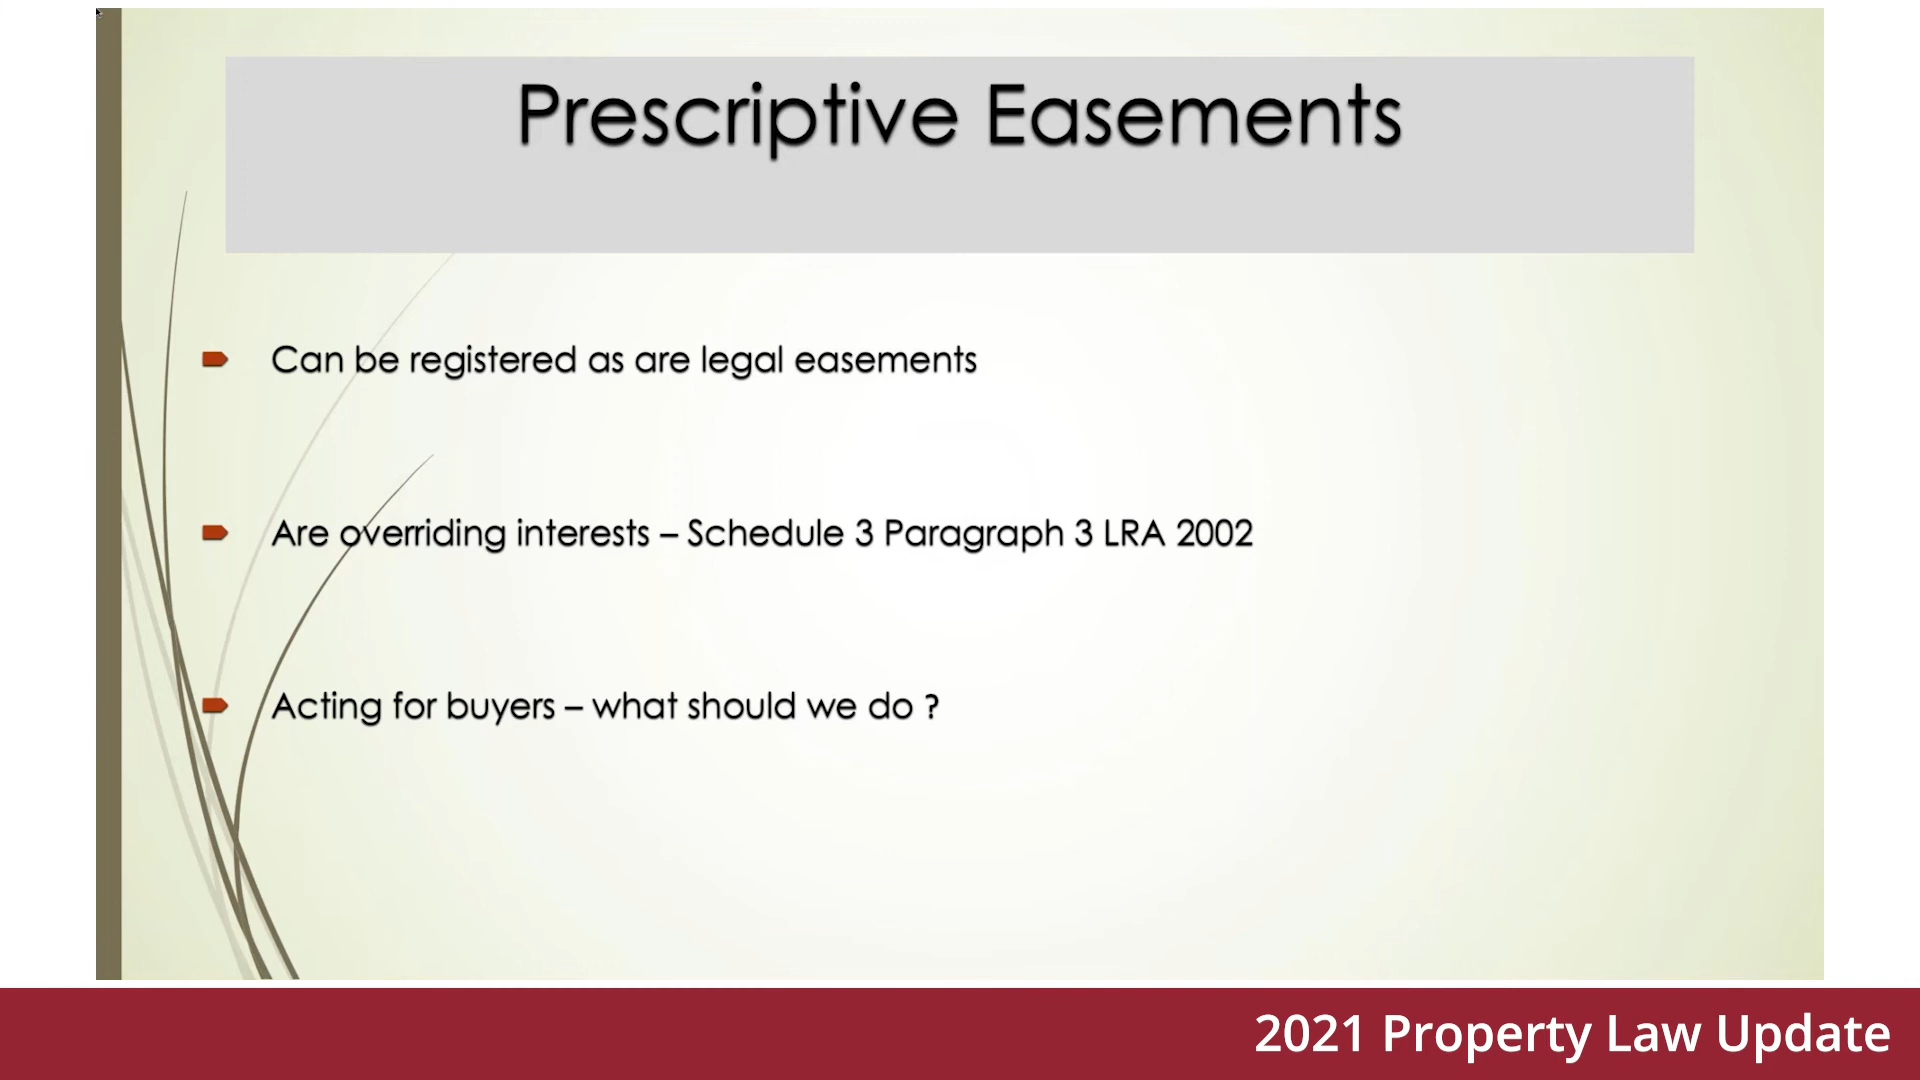 Prescriptive Easements
Can be registered as are legal easements
Are overriding interests – Schedule 3 Paragraph 3 LRA 2002
Acting for buyers – what should we do ?
2021 Property Law Update